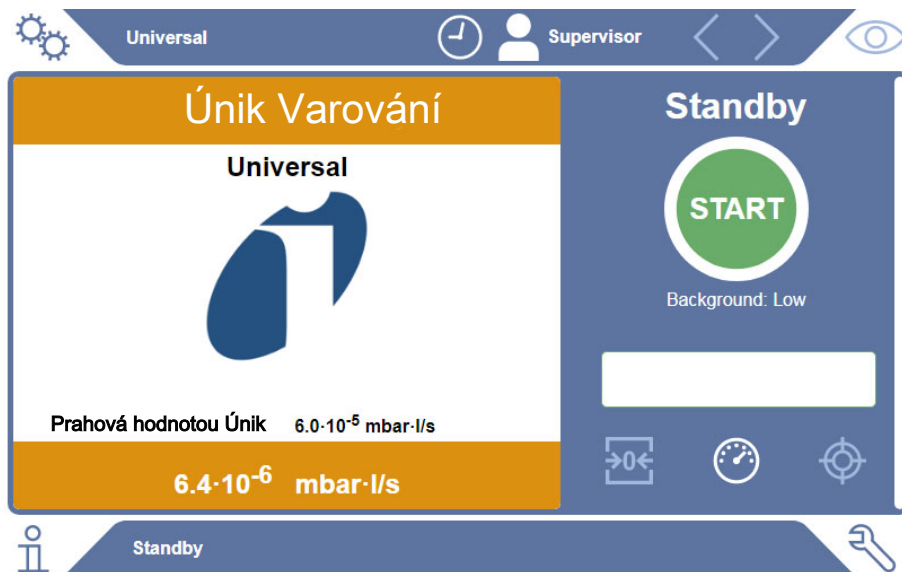 Universal
Supervisor
Únik Varování
Universal
Prahová hodnotou Únik 6.0·10⁻⁵ mbar·l/s
6.4·10⁻⁶ mbar·l/s
Standby
START
Background: Low
→0←
Standby